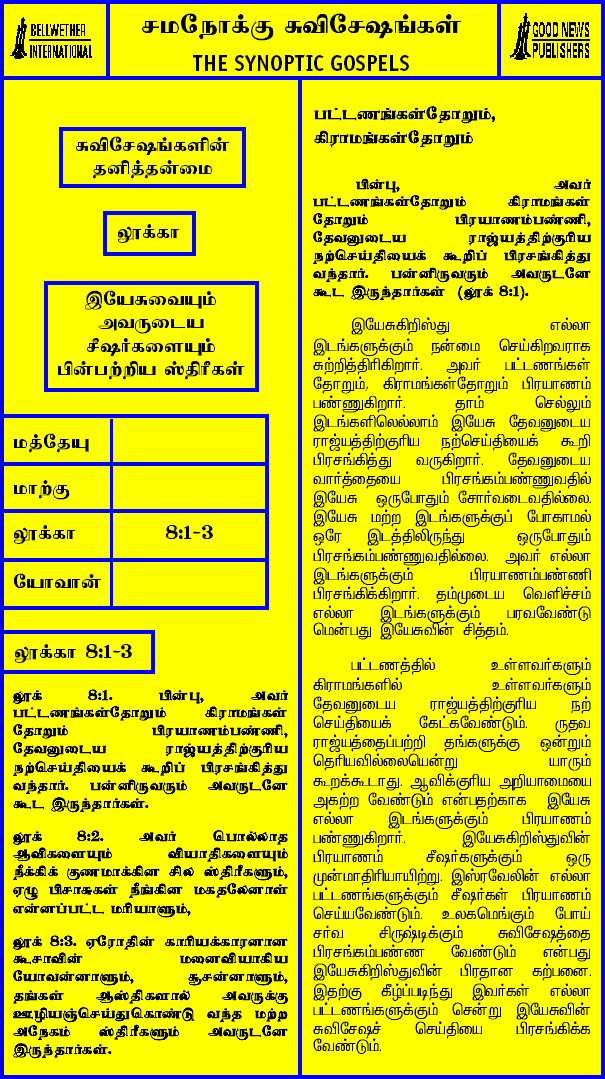 BELLWETHER
INTERNATIONAL
சமநோக்கு சுவிசேஷங்கள்
THE SYNOPTIC GOSPELS
GOOD NEWS
PUBLISHERS
சுவிசேஷங்களின்
தனித்தன்மை
லூக்கா
இயேசுவையும்
அவருடைய
சீஷர்களையும்
பின்பற்றிய ஸ்திரீகள்
மத்தேயு
மாற்கு
லூக்கா 8:1-3
யோவான்
லூக்கா 8:1-3
லூக் 8:1. பின்பு, அவர்
பட்டணங்கள்தோறும் கிராமங்கள்
தோறும் பிரயாணம்பண்ணி,
தேவனுடைய ராஜ்யத்திற்குரிய
நற்செய்தியைக் கூறிப் பிரசங்கித்து
வந்தார். பன்னிருவரும் அவருடனே
கூட இருந்தார்கள்.
லூக் 8:2. அவர் பொல்லாத
ஆவிகளையும் வியாதிகளையும்
நீக்கிக் குணமாக்கின சில ஸ்திரீகளும்,
ஏழு பிசாசுகள் நீங்கின மகதலேனாள்
என்னப்பட்ட மரியாளும்,
லூக் 8:3. ஏரோதின் காரியக்காரனான
கூசாவின் மனைவியாகிய
யோவன்னாளும், சூசன்னாளும்,
தங்கள் ஆஸ்திகளால் அவருக்கு
ஊழியஞ்செய்துகொண்டு வந்த மற்ற
அநேகம் ஸ்திரீகளும் அவருடனே
இருந்தார்கள்.
பட்டணங்கள்தோறும்,
கிராமங்கள்தோறும்
பின்பு, அவர்
பட்டணங்கள்தோறும் கிராமங்கள்
தோறும் பிரயாணம்பண்ணி,
தேவனுடைய ராஜ்யத்திற்குரிய
நற்செய்தியைக் கூறிப் பிரசங்கித்து
வந்தார். பன்னிருவரும் அவருடனே
கூட இருந்தார்கள் (லூக் 8:1).
இயேசுகிறிஸ்து எல்லா
இடங்களுக்கும் நன்மை செய்கிறவராக
சுற்றித்திரிகிறார். அவர் பட்டணங்கள்
தோறும், கிராமங்கள்தோறும் பிரயாணம்
பண்ணுகிறார். தாம் செல்லும்
இடங்களிலெல்லாம் இயேசு தேவனுடைய
ராஜ்யத்திற்குரிய நற்செய்தியைக் கூறி
பிரசங்கித்து வருகிறார். தேவனுடைய
வார்த்தையை பிரசங்கம்பண்ணுவதில்
இயேசு ஒருபோதும் சோர்வடைவதில்லை.
இயேசு மற்ற இடங்களுக்குப் போகாமல்
ஒரே இடத்திலிருந்து ஒருபோதும்
பிரசங்கம்பண்ணுவதில்லை. அவர் எல்லா
இடங்களுக்கும் பிரயாணம்பண்ணி
பிரசங்கிக்கிறார். தம்முடைய வெளிச்சம்
எல்லா இடங்களுக்கும் பரவவேண்டு
மென்பது இயேசுவின் சித்தம்.
பட்டணத்தில் உள்ளவர்களும்
கிராமங்களில் உள்ளவர்களும்
தேவனுடைய ராஜ்யத்திற்குரிய நற்
செய்தியைக் கேட்கவேண்டும். ருதவ
ராஜ்யத்தைப்பற்றி தங்களுக்கு ஒன்றும்
தெரியவில்லையென்று யாரும்
கூறக்கூடாது. ஆவிக்குரிய அறியாமையை
அகற்ற வேண்டும் என்பதற்காக இயேசு
எல்லா இடங்களுக்கும் பிரயாணம்
பண்ணுகிறார். இயேசுகிறிஸ்துவின்
பிரயாணம் சீஷர்களுக்கும் ஒரு
முன்மாதிரியாயிற்று. இஸ்ரவேலின் எல்லா
பட்டணங்களுக்கும் சீஷர்கள் பிரயாணம்
செய்யவேண்டும். உலகமெங்கும் போய்
சர்வ சிருஷ்டிக்கும் சுவிசேஷத்தை
பிரசங்கம்பண்ண வேண்டும் என்பது
இயேசுகிறிஸ்துவின் பிரதான கற்பனை.
இதற்கு கீழ்ப்படிந்து இவர்கள் எல்லா
பட்டணங்களுக்கும் சென்று இயேசுவின்
சுவிசேஷச் செய்தியை பிரசங்கிக்க
வேண்டும்.